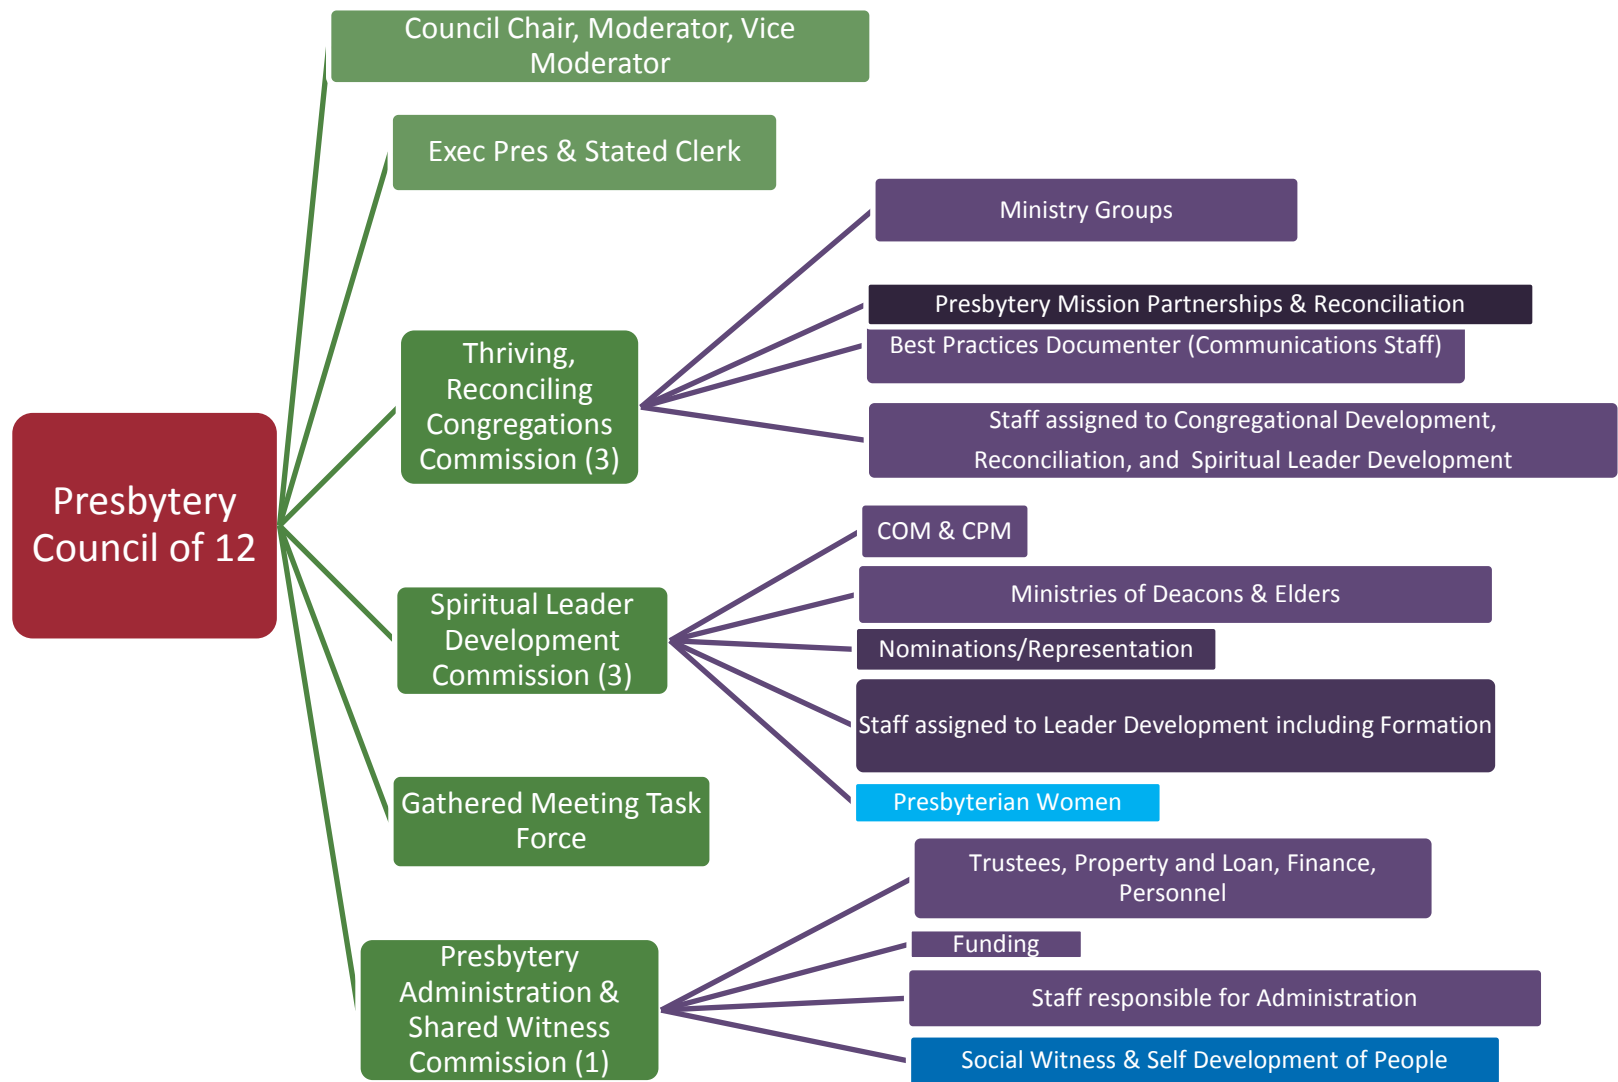 Presbytery
Council of 12
Council Chair, Moderator, Vice
Moderator
Exec Pres & Stated Clerk
Thriving,
Reconciling
Congregations
Commission (3)
Ministry Groups
Presbytery Mission Partnerships & Reconciliation
Best Practices Documenter (Communications Staff)
Staff assigned to Congregational Development,
Reconciliation, and  Spiritual Leader Development
Spiritual Leader
Development
Commission (3)
COM & CPM
Ministries of Deacons & Elders
Nominations/Representation
Staff assigned to Leader Development including Formation
Presbyterian Women
Gathered Meeting Task
Force
Presbytery
Administration &
Shared Witness
Commission (1)
Trustees, Property and Loan, Finance,
Personnel
Funding
Staff responsible for Administration
Social Witness & Self Development of People